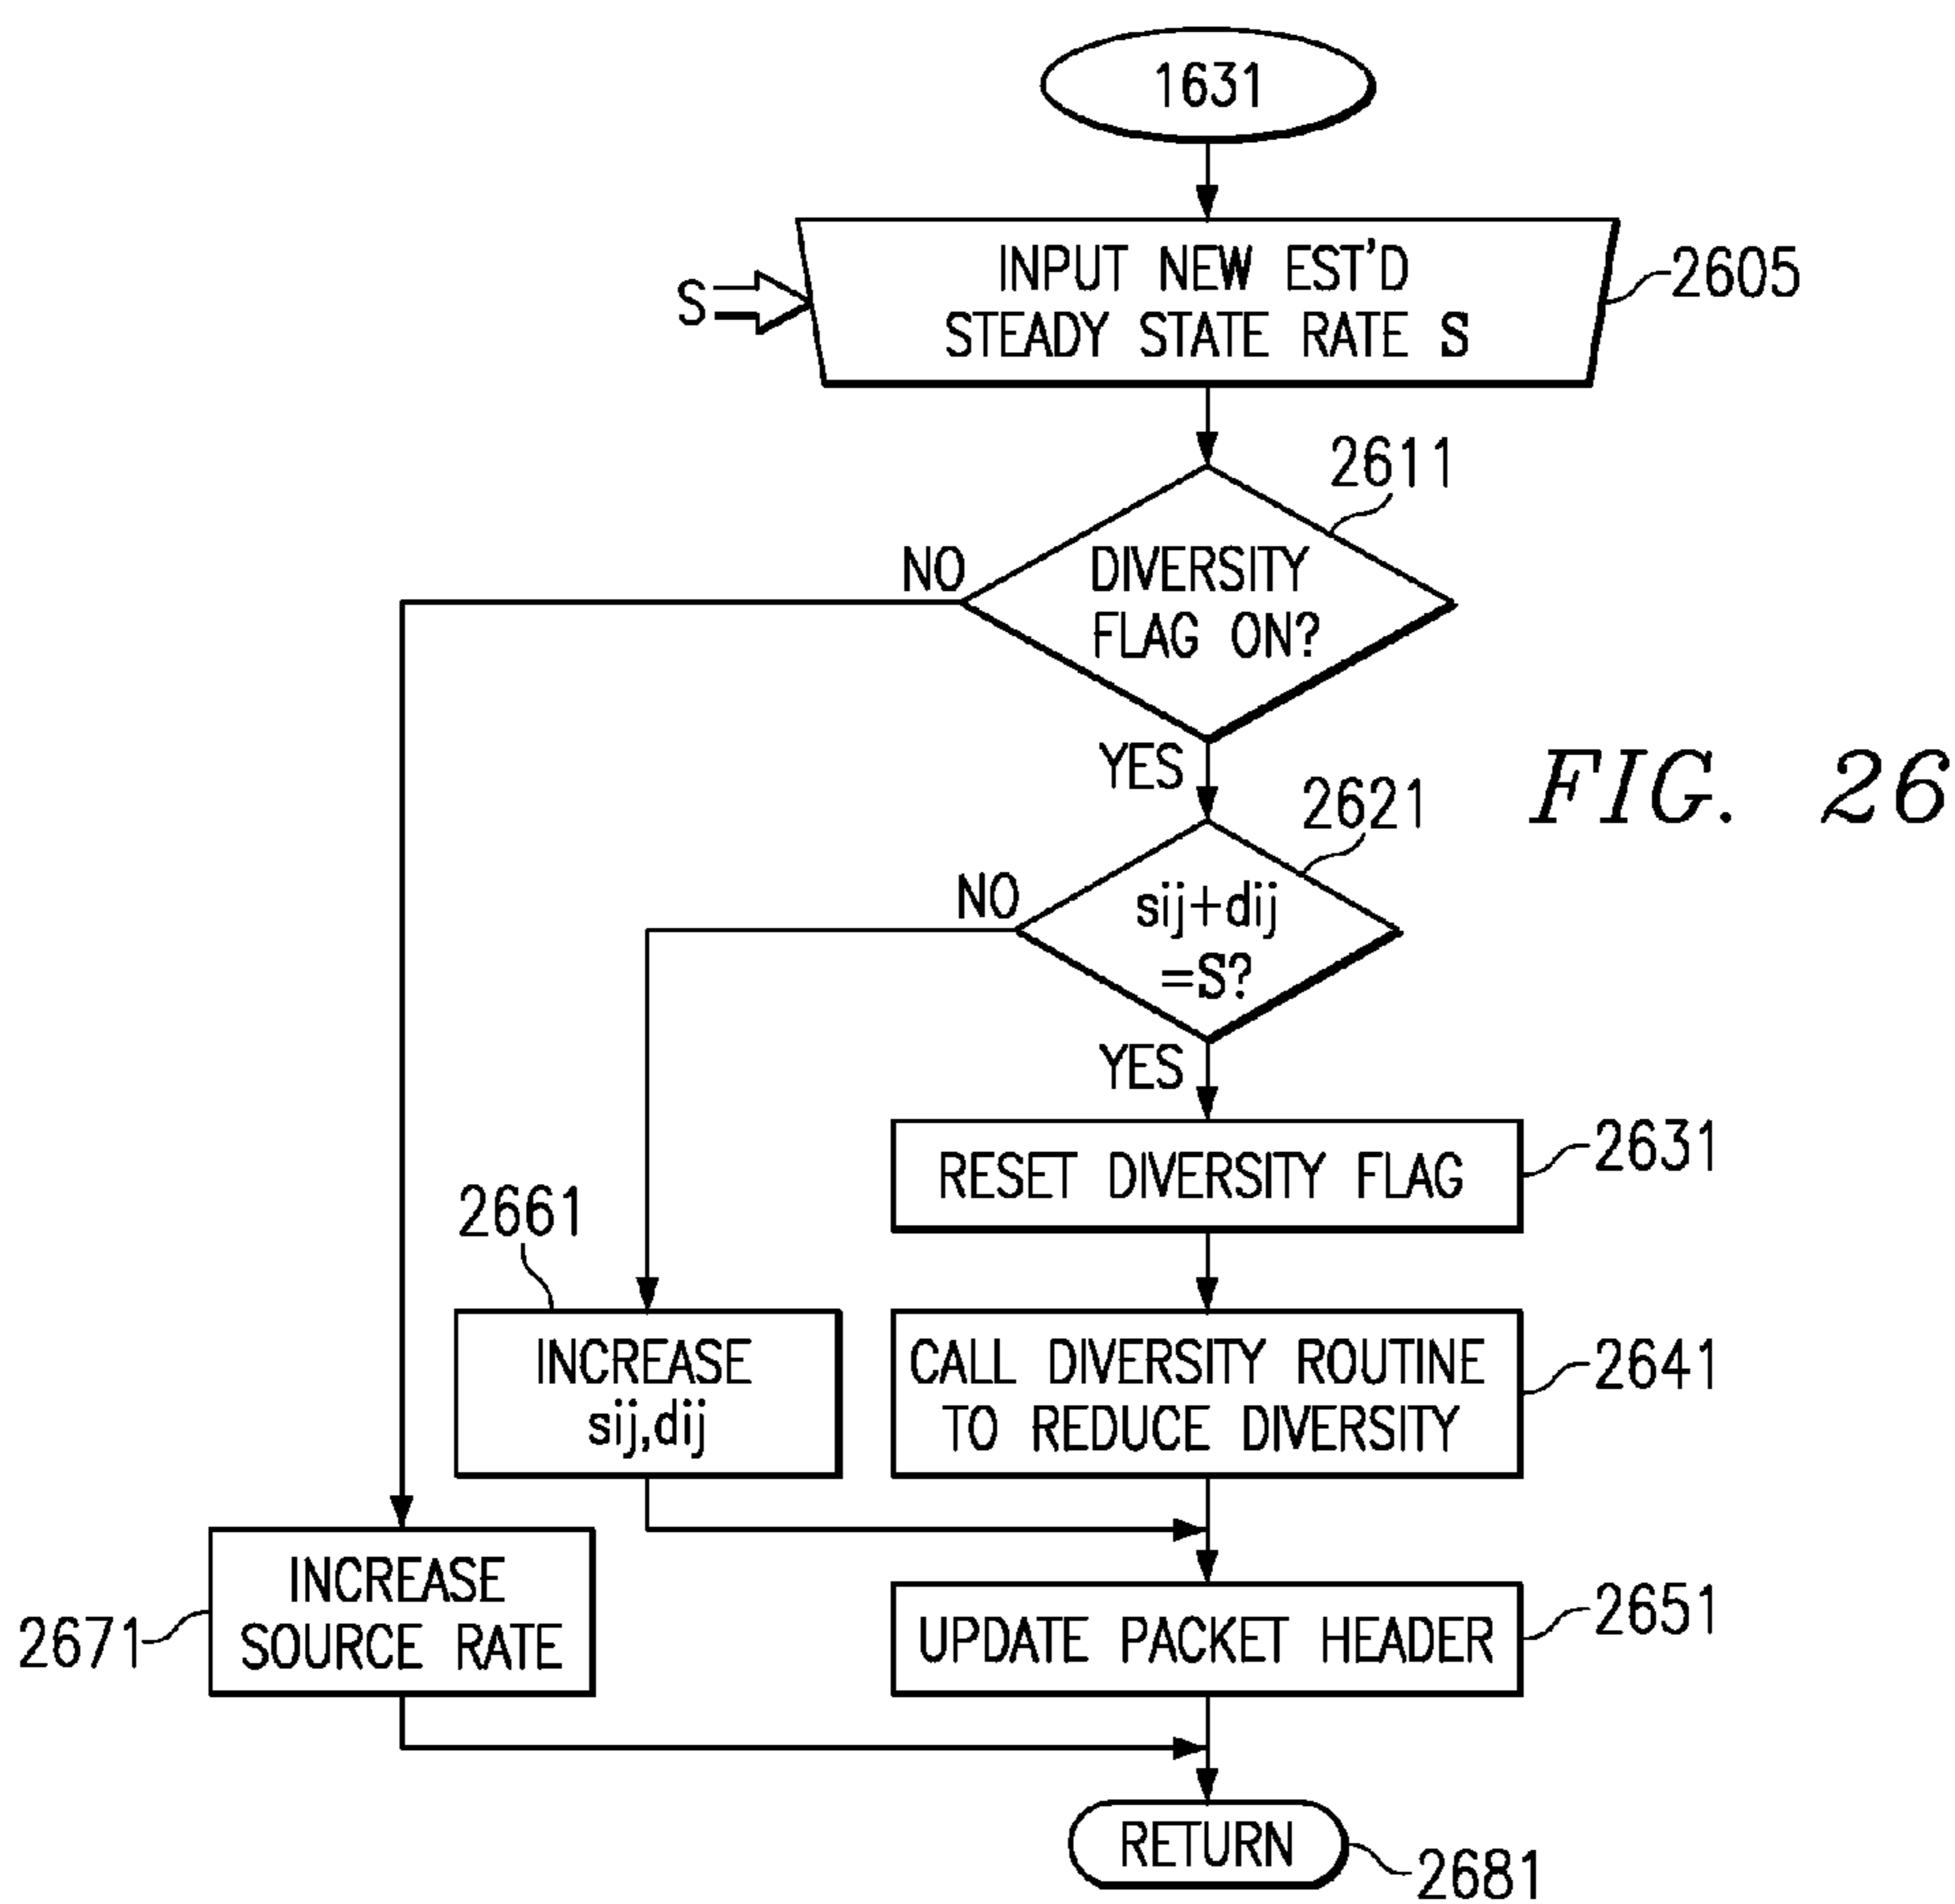 1631
INPUT NEW EST'D
STEADY STATE RATE S
S
2605
2611
NO
DIVERSITY
FLAG ON?
YES
FIG. 26
2621
NO
sij+dij
=S?
YES
RESET DIVERSITY FLAG
2631
2661
INCREASE
sij,dij
CALL DIVERSITY ROUTINE
TO REDUCE DIVERSITY
2641
INCREASE
SOURCE RATE
2671
UPDATE PACKET HEADER
2651
RETURN
2681